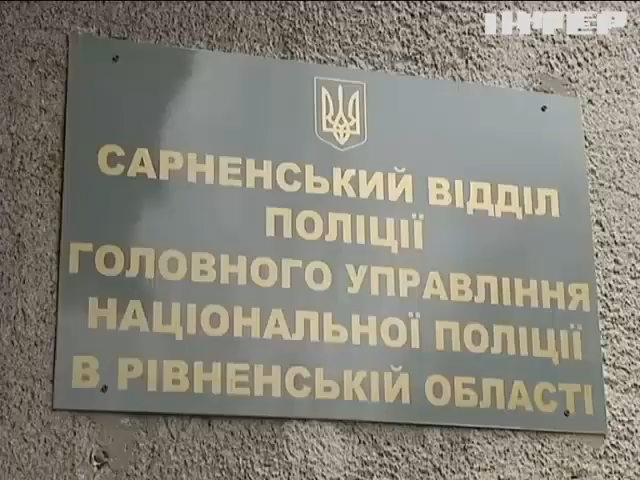 ІНТЕР
САРНЕНСЬКИЙ ВІДДІЛ
ПОЛІЦІЇ
ГОЛОВНОГО УПРАВЛІННЯ
НАЦІОНАЛЬНОЇ ПОЛІЦІЇ
В РІВНЕНСЬКІЙ ОБЛАСТІ